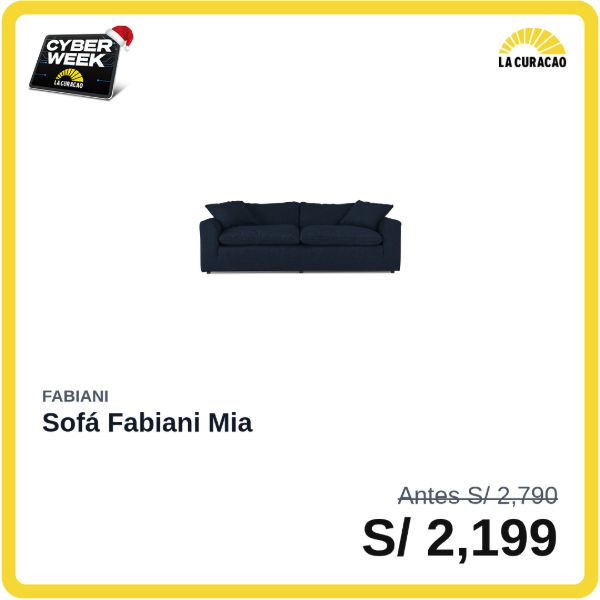 CYBER
WEEK
LA CURACAO
LA CURACAO
FABIANI
Sofá Fabiani Mia
Antes S/ 2,790
S/ 2,199